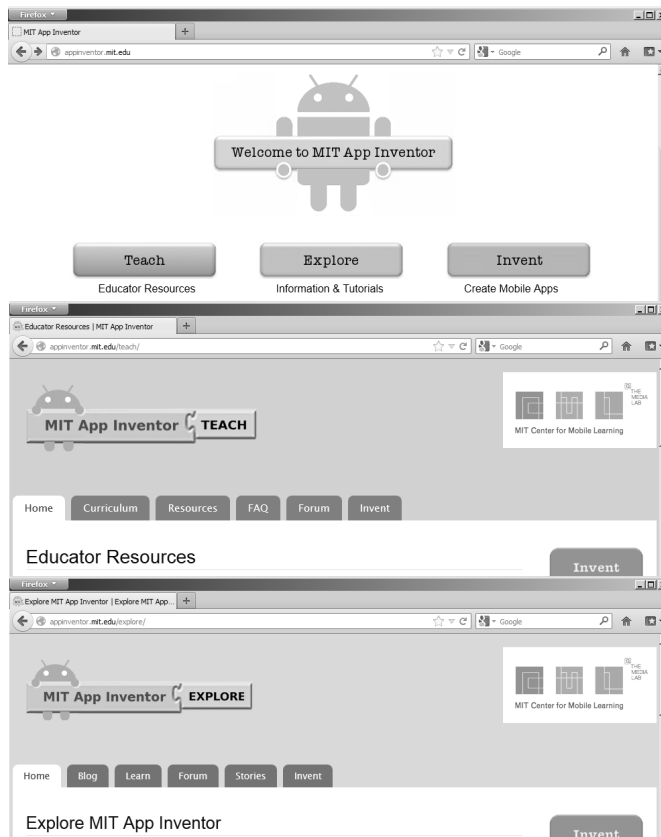 Firefox
MIT App Inventor
appinventor.mit.edu
Google
Welcome to MIT App Inventor
Teach Explore Invent
Educator Resources Information & Tutorials Create Mobile Apps
Firefox
Educator Resources | MIT App Inventor
appinventor.mit.edu/teach/
Google
THE
MEDIA
LAB
MIT App Inventor TEACH
MIT Center for Mobile Learning
Home Curriculum Resources FAQ Forum Invent
Educator Resources
Invent
Firefox
Explore MIT App Inventor | Explore MIT App...
appinventor.mit.edu/explore/
Google
THE
MEDIA
LAB
MIT App Inventor EXPLORE
MIT Center for Mobile Learning
Home Blog Learn Forum Stories Invent
Explore MIT App Inventor
Invent